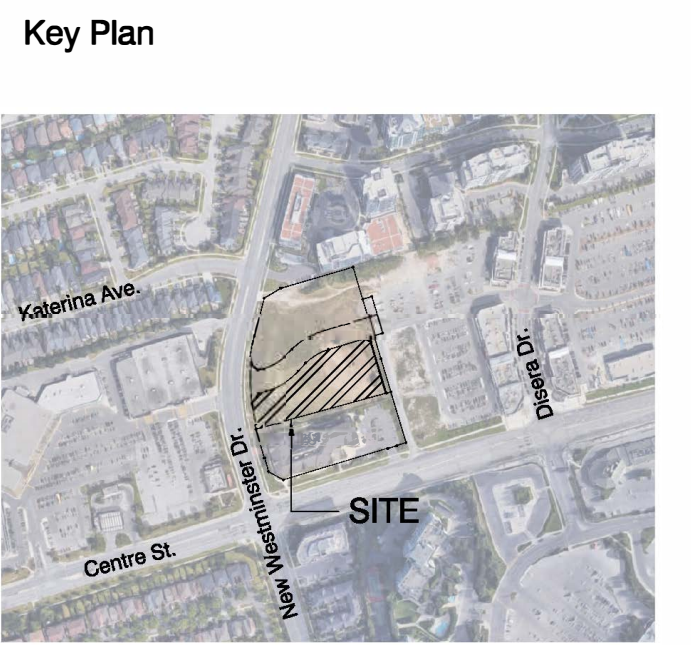 Key Plan
Katerina Ave.
Disera Dr.
New Westminster Dr.
SITE
Centre St.